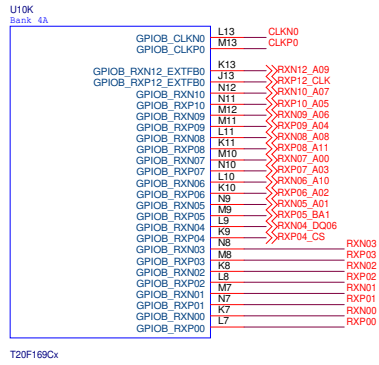 U10K
Bank 4A
GPIOB_CLKN0 L13 CLKN0
GPIOB_CLKP0 M13 CLKP0
GPIOB_RXN12_EXTFB0 K13 RXN12_A09
GPIOB_RXP12_EXTFB0 J13 RXP12_CLK
GPIOB_RXN10 N12 RXN10_A07
GPIOB_RXP10 N11 RXP10_A05
GPIOB_RXN09 M12 RXN09_A06
GPIOB_RXP09 M11 RXP09_A04
GPIOB_RXN08 L11 RXN08_A08
GPIOB_RXP08 K11 RXP08_A11
GPIOB_RXN07 M10 RXN07_A00
GPIOB_RXP07 N10 RXP07_A03
GPIOB_RXN06 L10 RXN06_A10
GPIOB_RXP06 K10 RXP06_A02
GPIOB_RXN05 N9 RXN05_A01
GPIOB_RXP05 M9 RXP05_BA1
GPIOB_RXN04 L9 RXN04_DQ06
GPIOB_RXP04 K9 RXP04_CS
GPIOB_RXN03 N8 RXN03
GPIOB_RXP03 M8 RXP03
GPIOB_RXN02 K8 RXN02
GPIOB_RXP02 L8 RXP02
GPIOB_RXN01 M7 RXN01
GPIOB_RXP01 N7 RXP01
GPIOB_RXN00 K7 RXN00
GPIOB_RXP00 L7 RXP00
T20F169Cx